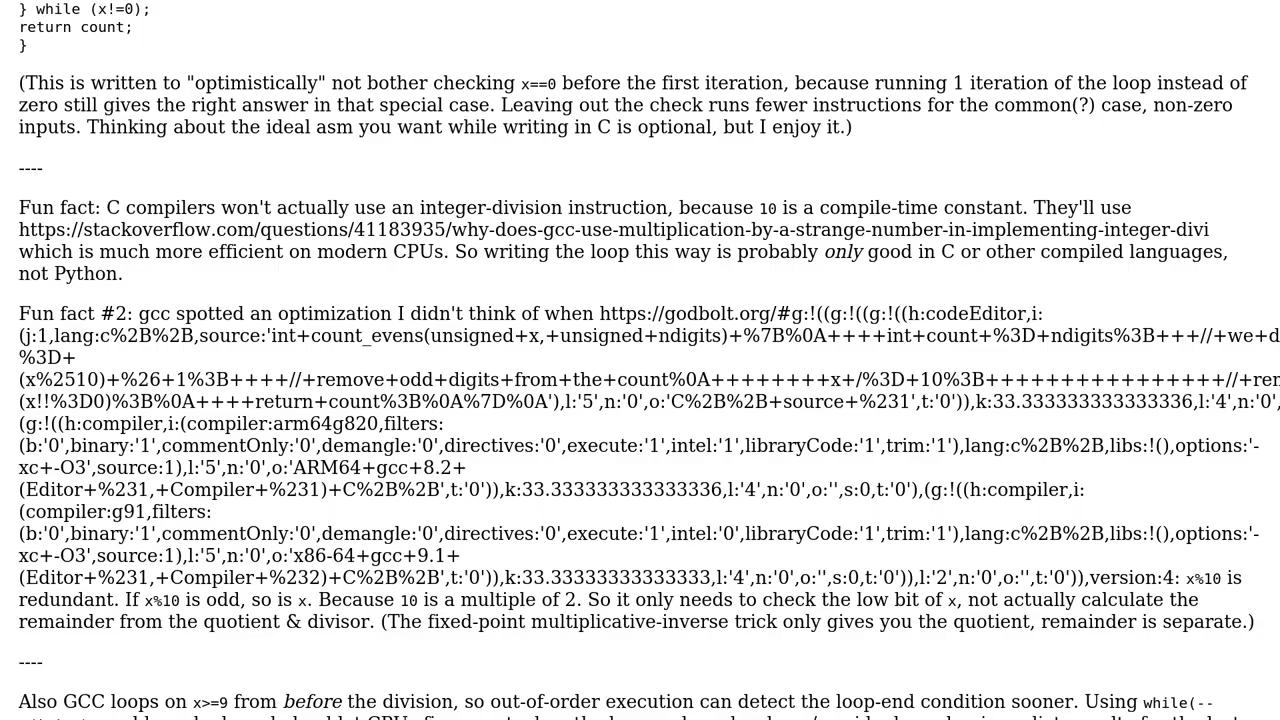 } while (x!=0);
return count;
}
(This is written to "optimistically" not bother checking x==0 before the first iteration, because running 1 iteration of the loop instead of
zero still gives the right answer in that special case. Leaving out the check runs fewer instructions for the common(?) case, non-zero
inputs. Thinking about the ideal asm you want while writing in C is optional, but I enjoy it.)
----
Fun fact: C compilers won't actually use an integer-division instruction, because 10 is a compile-time constant. They'll use
https://stackoverflow.com/questions/41183935/why-does-gcc-use-multiplication-by-a-strange-number-in-implementing-integer-divi
which is much more efficient on modern CPUs. So writing the loop this way is probably only good in C or other compiled languages,
not Python.
Fun fact #2: gcc spotted an optimization I didn't think of when https://godbolt.org/#g:!((g:!((g:!((h:codeEditor,i:
(j:1,lang:c%2B%2B,source:'int+count_evens(unsigned+x,+unsigned+ndigits)+%7B%0A++++int+count+%3D+ndigits%3B+++//+we+d
%3D+
(x%2510)+%26+1%3B++++//+remove+odd+digits+from+the+count%0A++++++++x+/%3D+10%3B++++++++++++++++//+rem
(x!!%3D0)%3B%0A++++return+count%3B%0A%7D%0A'),l:'5',n:'0',o:'C%2B%2B+source+%231',t:'0')),k:33.333333333333336,l:'4',n:'0',
(g:!((h:compiler,i:(compiler:arm64g820,filters:
(b:'0',binary:'1',commentOnly:'0',demangle:'0',directives:'0',execute:'1',intel:'1',libraryCode:'1',trim:'1'),lang:c%2B%2B,libs:!(),options:'-
xc+-O3',source:1),l:'5',n:'0',o:'ARM64+gcc+8.2+
(Editor+%231,+Compiler+%231)+C%2B%2B',t:'0')),k:33.333333333333336,l:'4',n:'0',o:'',s:0,t:'0'),(g:!((h:compiler,i:
(compiler:g91,filters:
(b:'0',binary:'1',commentOnly:'0',demangle:'0',directives:'0',execute:'1',intel:'0',libraryCode:'1',trim:'1'),lang:c%2B%2B,libs:!(),options:'-
xc+-O3',source:1),l:'5',n:'0',o:'x86-64+gcc+9.1+
(Editor+%231,+Compiler+%232)+C%2B%2B',t:'0')),k:33.33333333333333,l:'4',n:'0',o:'',s:0,t:'0')),l:'2',n:'0',o:'',t:'0')),version:4: x%10 is
redundant. If x%10 is odd, so is x. Because 10 is a multiple of 2. So it only needs to check the low bit of x, not actually calculate the
remainder from the quotient & divisor. (The fixed-point multiplicative-inverse trick only gives you the quotient, remainder is separate.)
----
Also GCC loops on x>=9 from before the division, so out-of-order execution can detect the loop-end condition sooner. Using while(--